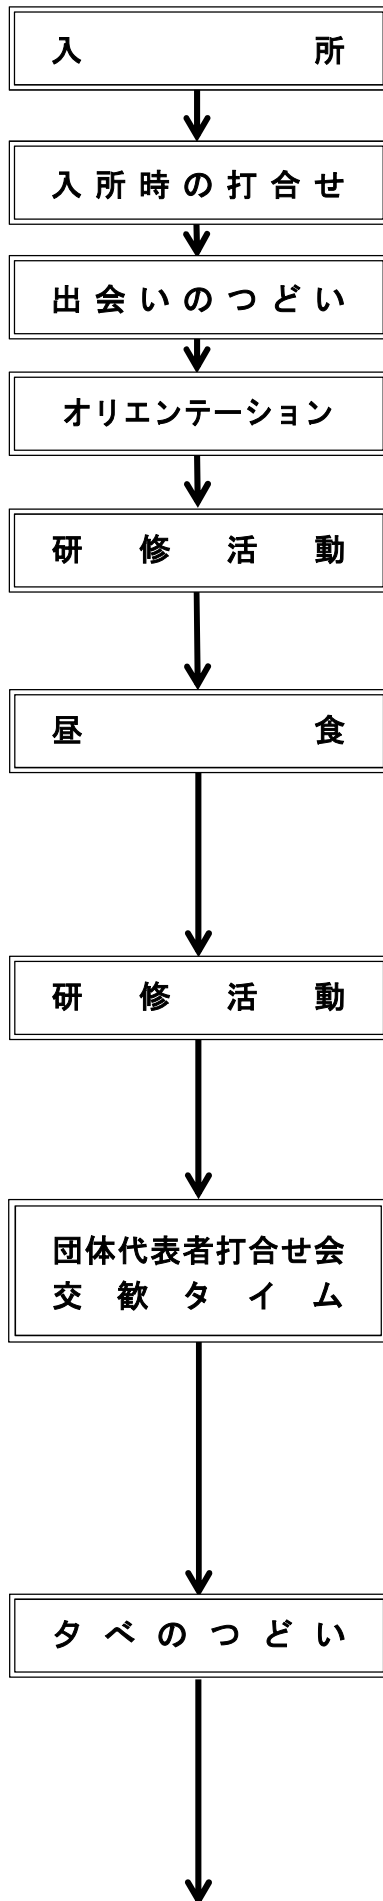 入所
入所時の打合せ
出会いのつどい
オリエンテーション
研修活動
昼食
研修活動
団体代表者打合せ会
交歓タイム
夕べのつどい